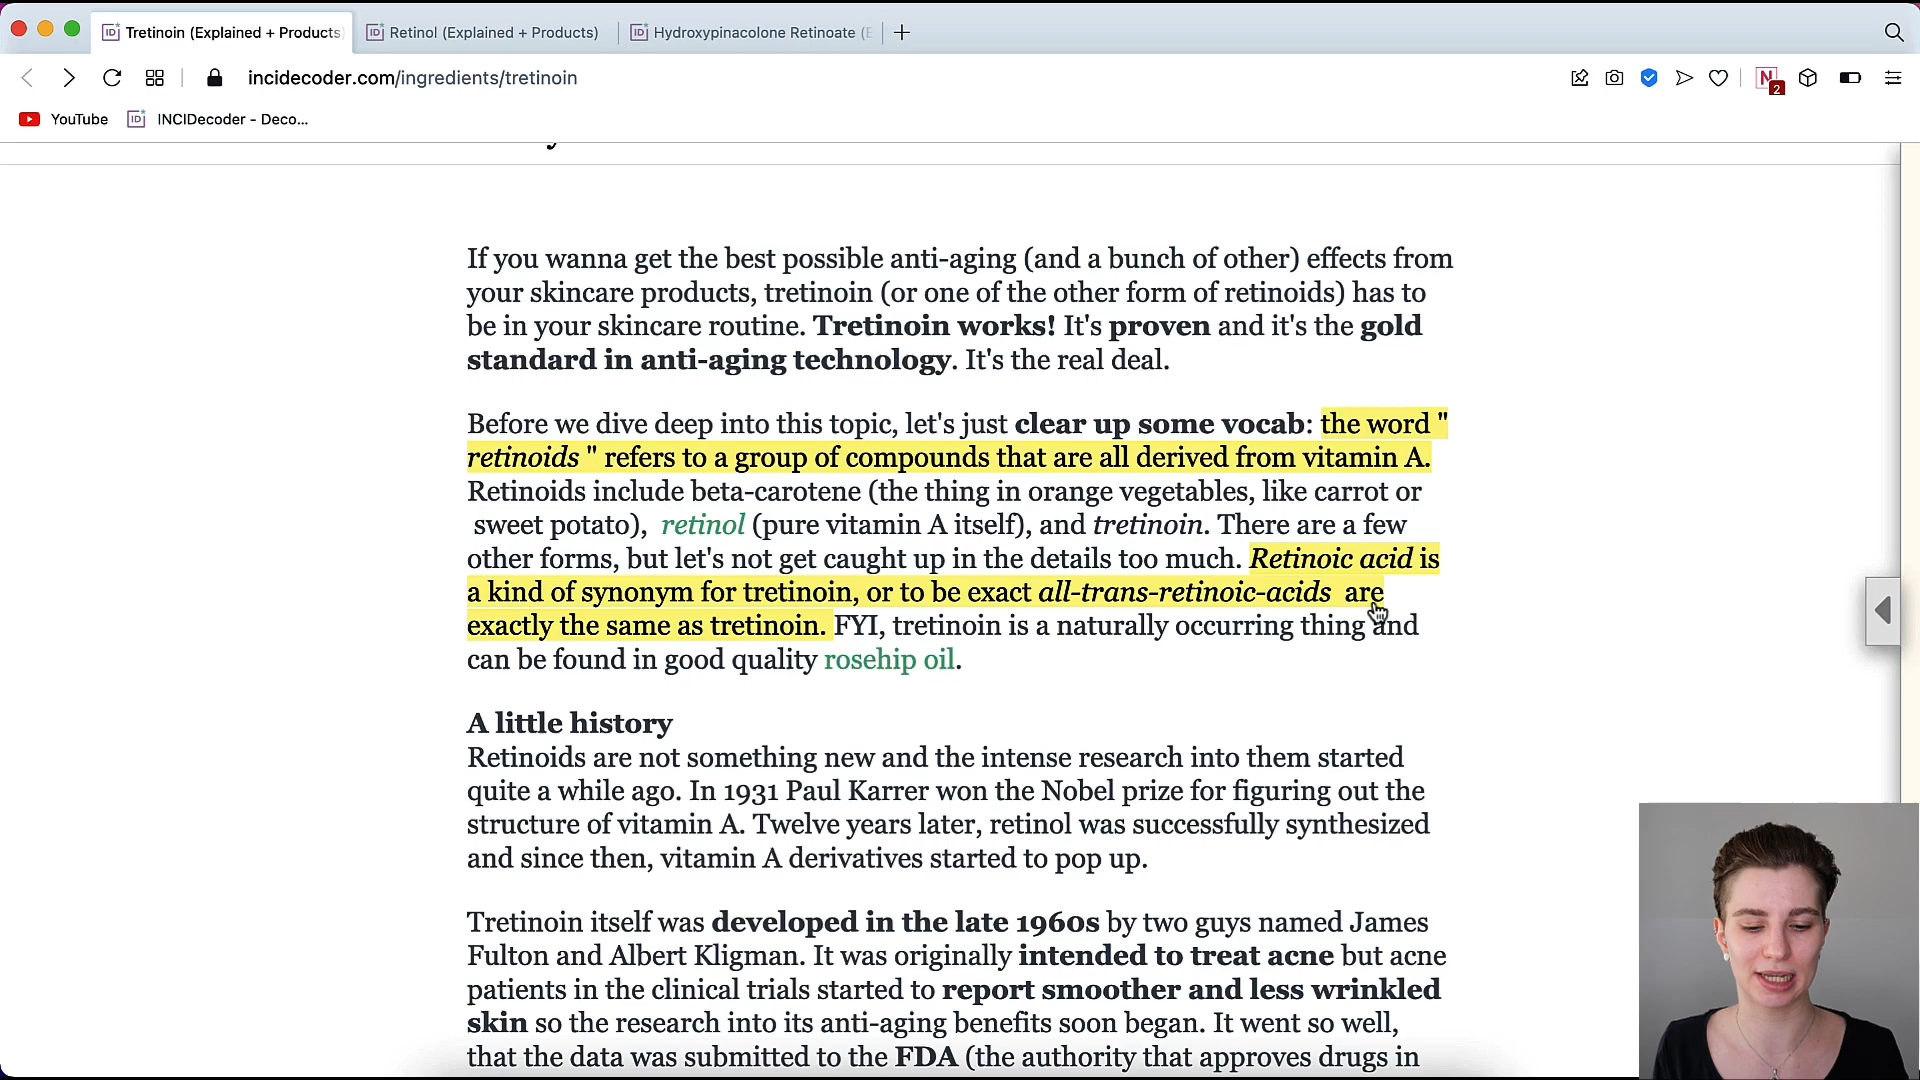 Tretinoin (Explained + Products)
Retinol (Explained + Products)
Hydroxypinacolone Retinoate (E
incidecoder.com/ingredients/tretinoin
N 2
YouTube
INCIDecoder - Deco...
If you wanna get the best possible anti-aging (and a bunch of other) effects from
your skincare products, tretinoin (or one of the other form of retinoids) has to
be in your skincare routine. Tretinoin works! It's proven and it's the gold
standard in anti-aging technology. It's the real deal.
Before we dive deep into this topic, let's just clear up some vocab: the word "
retinoids " refers to a group of compounds that are all derived from vitamin A.
Retinoids include beta-carotene (the thing in orange vegetables, like carrot or
sweet potato), retinol (pure vitamin A itself), and tretinoin. There are a few
other forms, but let's not get caught up in the details too much. Retinoic acid is
a kind of synonym for tretinoin, or to be exact all-trans-retinoic-acids are
exactly the same as tretinoin. FYI, tretinoin is a naturally occurring thing and
can be found in good quality rosehip oil.
A little history
Retinoids are not something new and the intense research into them started
quite a while ago. In 1931 Paul Karrer won the Nobel prize for figuring out the
structure of vitamin A. Twelve years later, retinol was successfully synthesized
and since then, vitamin A derivatives started to pop up.
Tretinoin itself was developed in the late 1960s by two guys named James
Fulton and Albert Kligman. It was originally intended to treat acne but acne
patients in the clinical trials started to report smoother and less wrinkled
skin so the research into its anti-aging benefits soon began. It went so well,
that the data was submitted to the FDA (the authority that approves drugs in